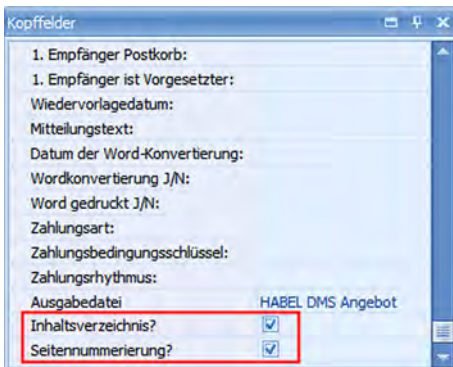 Kopffelder
1. Empfänger Postkorb:
1. Empfänger ist Vorgesetzter:
Wiedervorlagedatum:
Mitteilungstext:
Datum der Word-Konvertierung:
Wordkonvertierung J/N:
Word gedruckt J/N:
Zahlungsart:
Zahlungsbedingungsschlüssel:
Zahlungsrhythmus:
Ausgabedatei HABEL DMS Angebot
Inhaltsverzeichnis?
Seitennummerierung?